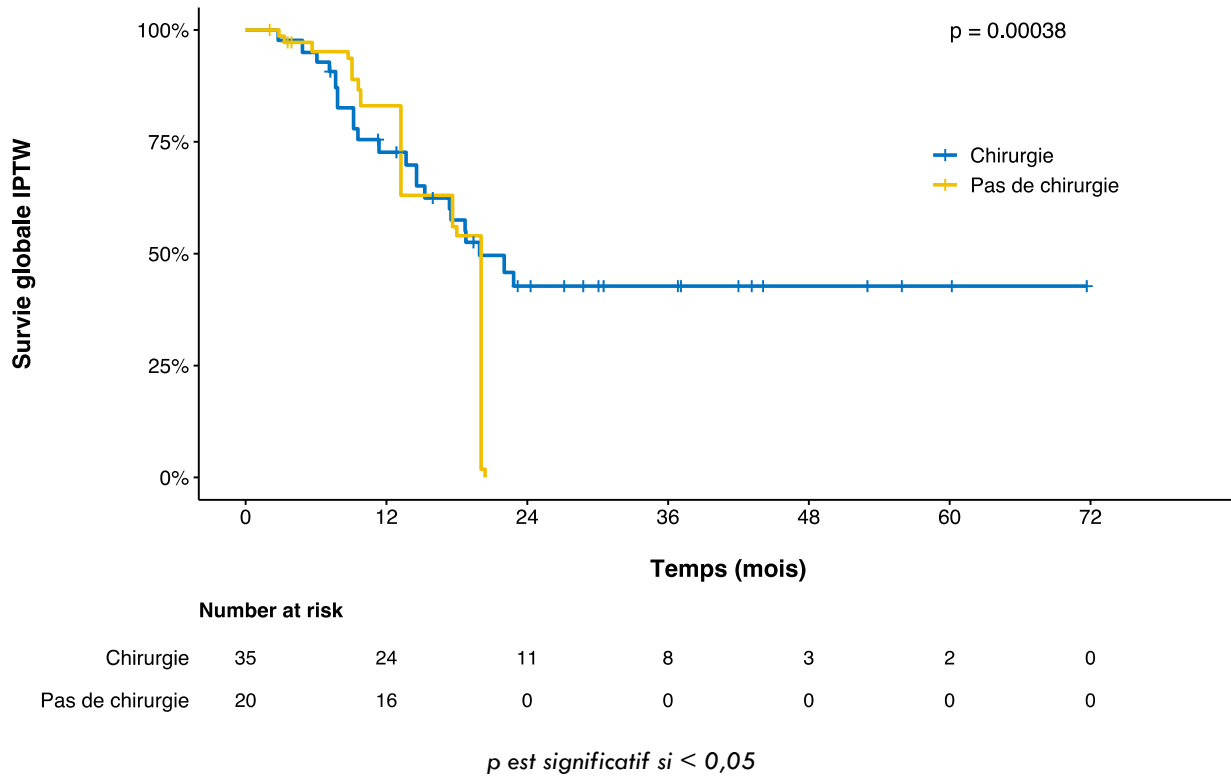 100%
p = 0.00038
75%
Chirurgie
Pas de chirurgie
Survie globale IPTW
50%
25%
0%
0 12 24 36 48 60 72
Temps (mois)
Number at risk
Chirurgie 35 24 11 8 3 2 0
Pas de chirurgie 20 16 0 0 0 0 0
p est significatif si < 0,05